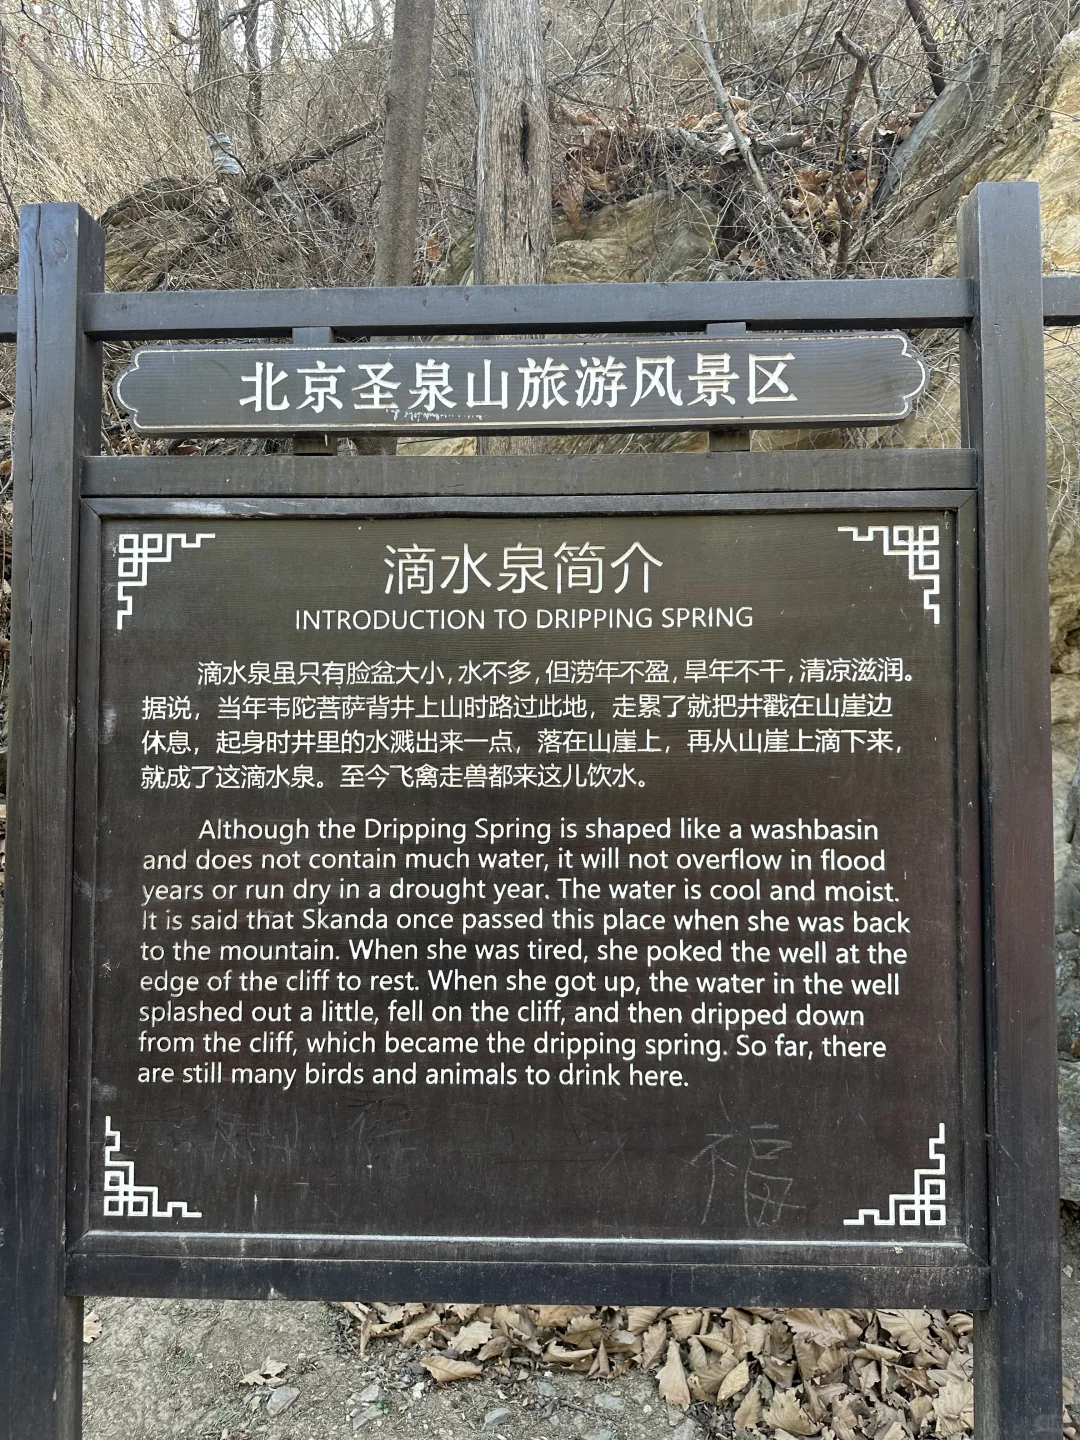 北京圣泉山旅游风景区
滴水泉简介
INTRODUCTION TO DRIPPING SPRING
滴水泉虽只有脸盆大小，水不多，但涝年不盈，旱年不干，清凉滋润。
据说，当年韦陀菩萨背井上山时路过此地，走累了就把井戳在山崖边
休息，起身时井里的水溅出来一点，落在山崖上，再从山崖上滴下来，
就成了这滴水泉。至今飞禽走兽都来这儿饮水。
Although the Dripping Spring is shaped like a washbasin
and does not contain much water, it will not overflow in flood
years or run dry in a drought year. The water is cool and moist.
It is said that Skanda once passed this place when she was back
to the mountain. When she was tired, she poked the well at the
edge of the cliff to rest. When she got up, the water in the well
splashed out a little, fell on the cliff, and then dripped down
from the cliff, which became the dripping spring. So far, there
are still many birds and animals to drink here.
福